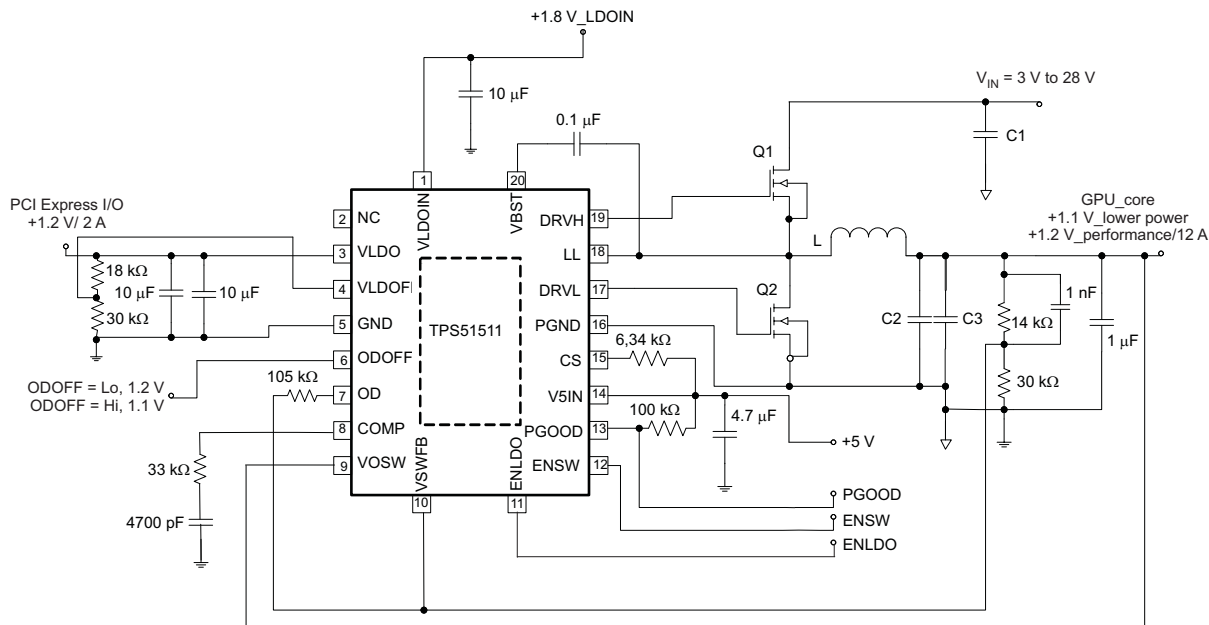 +1.8 V_LDOIN
10 μF
VIN = 3 V to 28 V
C1
0.1 μF
Q1
1
20
VLDOIN
VBST
PCI Express I/O
+1.2 V/ 2 A
2
NC
DRVH
19
GPU_core
+1.1 V_lower power
+1.2 V_performance/12 A
3
VLDO
LL
18
L
18 kΩ
10 μF
10 μF
30 kΩ
4
VLDOF
DRVL
17
Q2
5
GND
TPS51511
PGND
16
C2
C3
14 kΩ
1 nF
1 μF
30 kΩ
6
ODOFF
CS
15
6,34 kΩ
ODOFF = Lo, 1.2 V
ODOFF = Hi, 1.1 V
105 kΩ
7
OD
V5IN
14
100 kΩ
4.7 μF
8
COMP
PGOOD
13
+5 V
33 kΩ
9
VOSW
VSWFB
ENLDO
ENSW
12
10
11
4700 pF
PGOOD
ENSW
ENLDO